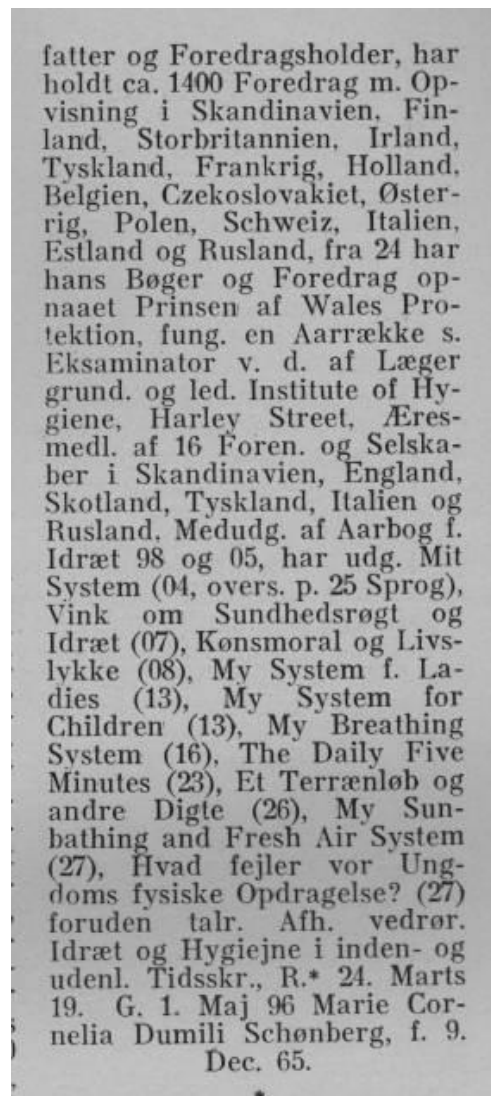 fatter og Foredragsholder, har
holdt ca. 1400 Foredrag m. Op-
visning i Skandinavien, Fin-
land, Storbritannien, Irland,
Tyskland, Frankrig, Holland,
Belgien, Czekoslovakiet, Øster-
rig, Polen, Schweiz, Italien,
Estland og Rusland, fra 24 har
hans Bøger og Foredrag op-
naaet Prinsen af Wales Pro-
tektion, fung. en Aarrække s.
Eksaminator v. d. af Læger
grund. og led. Institute of Hy-
giene, Harley Street, Æres-
medl. af 16 Foren. og Selska-
ber i Skandinavien, England,
Skotland, Tyskland, Italien og
Rusland. Medudg. af Aarbog f.
Idræt 98 og 05, har udg. Mit
System (04, overs. p. 25 Sprog),
Vink om Sundhedsrøgt og
Idræt (07), Kønsmoral og Livs-
lykke (08), My System f. La-
dies (13), My System for
Children (13), My Breathing
System (16), The Daily Five
Minutes (23), Et Terrænløb og
andre Digte (26), My Sun-
bathing and Fresh Air System
(27), Hvad fejler vor Ung-
doms fysiske Opdragelse? (27)
foruden talr. Afh. vedrør.
Idræt og Hygiejne i inden- og
udenl. Tidsskr., R.* 24. Marts
19. G. 1. Maj 96 Marie Cor-
nelia Dumili Schønberg, f. 9.
Dec. 65.
*